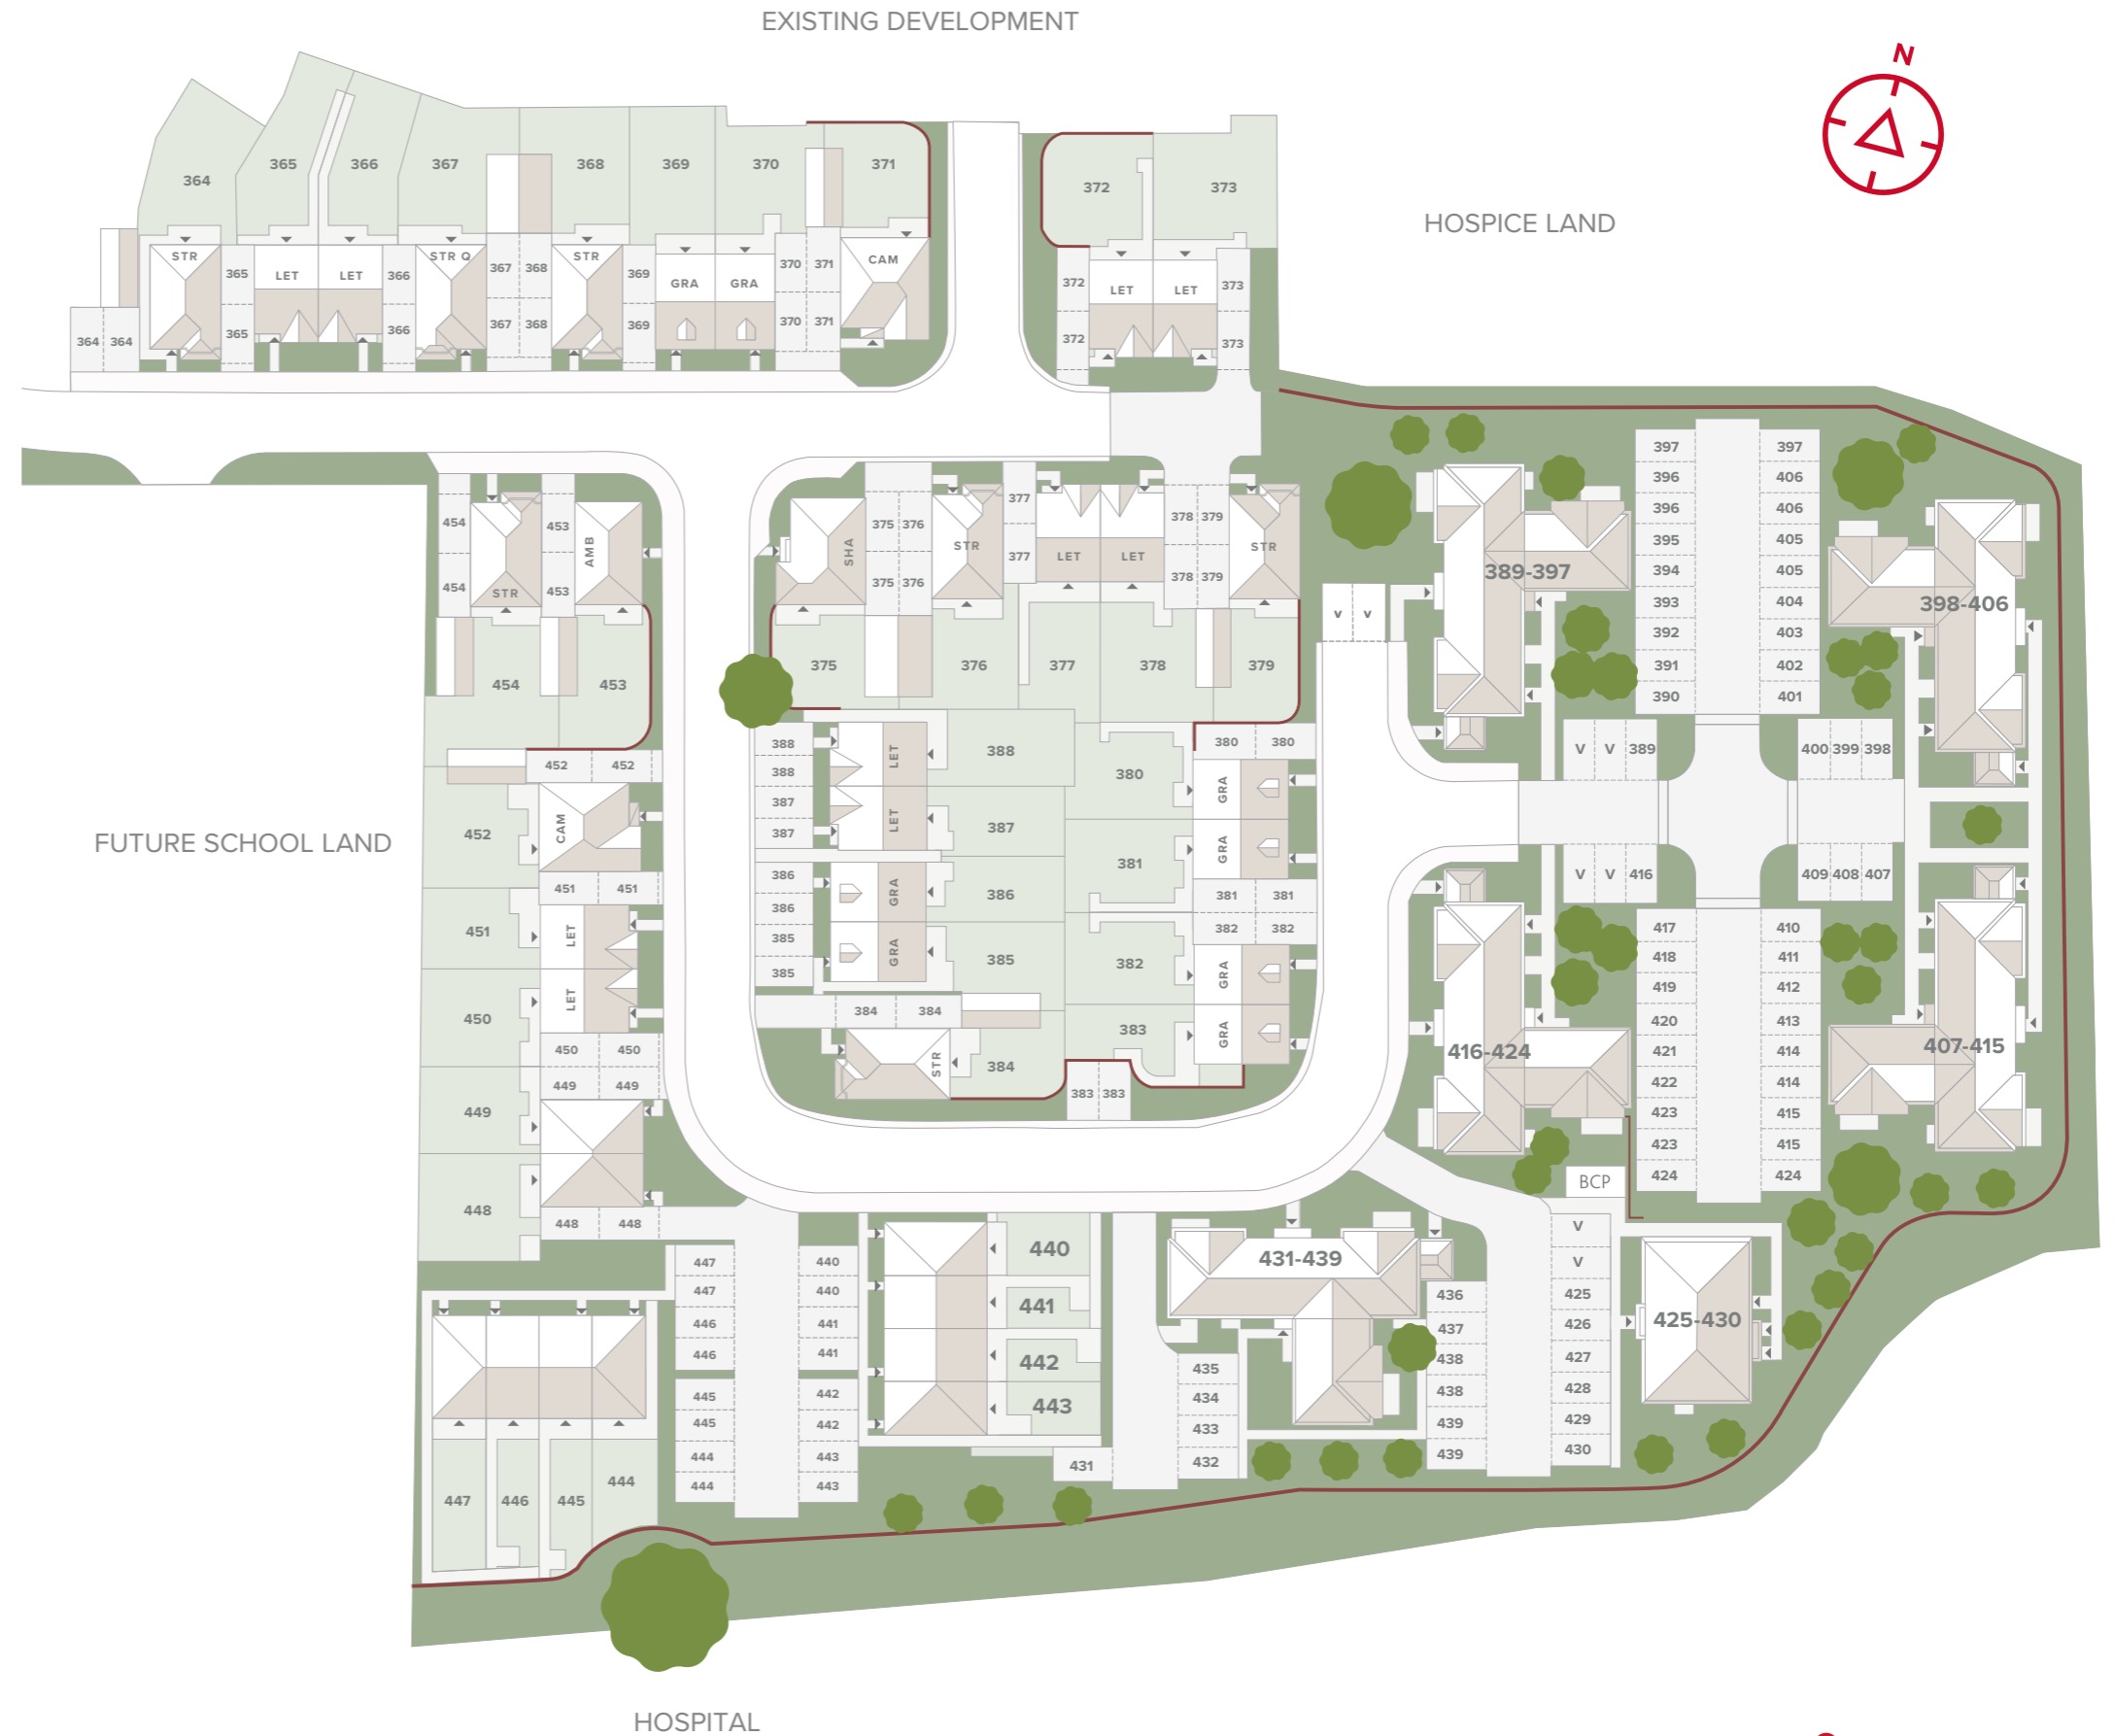 EXISTING DEVELOPMENT
N
HOSPICE LAND
364 365 366 367 368 369 370 371
372 373
STR LET LET STR Q STR GRA GRA CAM
LET LET
365 366 367 368 369 370 371
365 366 367 368 369 370 371
364 364
372 373
372 373
454 453 375 376 377 378 379
454 453 375 376 377 378 379
STR AMB SHA STR LET LET STR
454 453 375 376 377 378 379
V V
389-397
398-406
397 397
396 406
396 406
395 405
394 405
393 404
392 403
391 402
390 401
V V 389
400 399 398
V V 416
409 408 407
417 410
418 411
419 412
420 413
421 414
422 414
423 415
423 415
424 424
416-424
407-415
388
388
387
387
386
386
385
385
LET
LET
GRA
GRA
388
387
386
385
384 384
STR
384
380
381
382
383
380 380
GRA
GRA
381 381
382 382
GRA
GRA
383 383
FUTURE SCHOOL LAND
452 452
452
CAM
451 451
451
LET
450
LET
450 450
449 449
449
448
448 448
447
447
446
446
445
445
444
444
440
440
441
441
442
442
443
443
447 446 445 444
440
441
442
443
431
431-439
435
434
433
432
436
437
438
438
439
439
BCP
V
V
425
426
427
428
429
430
425-430
HOSPITAL